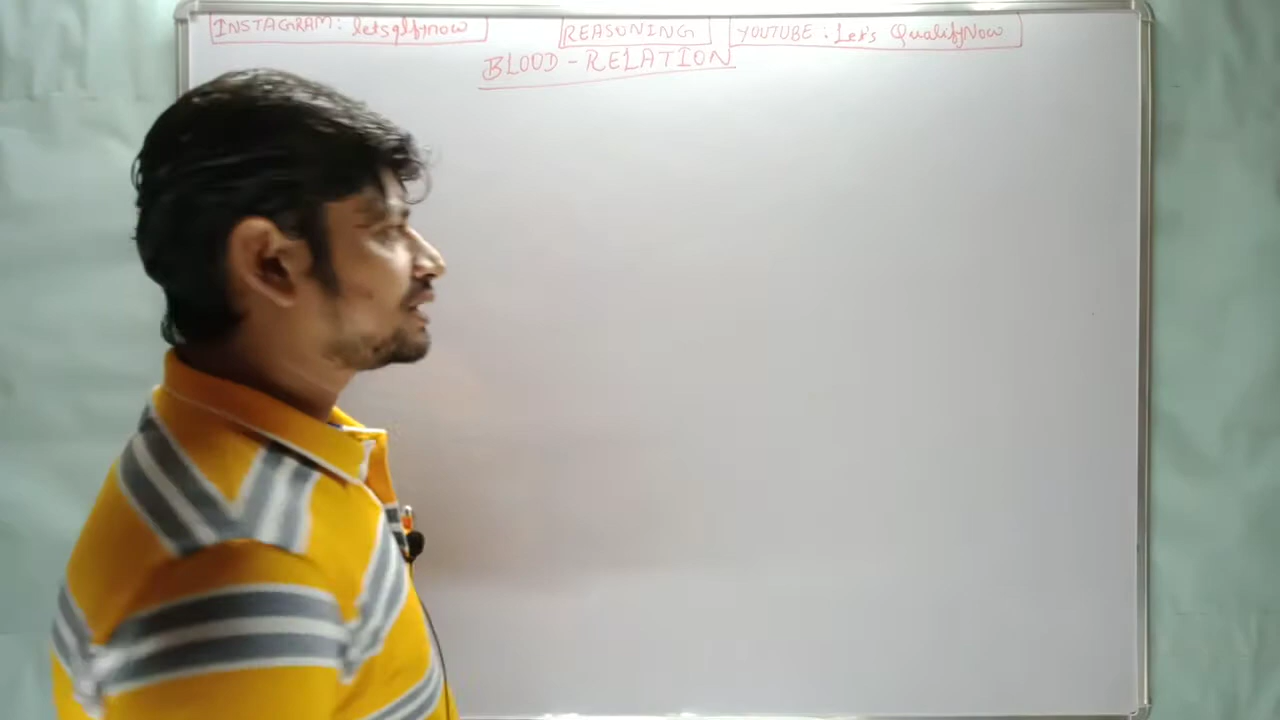 INSTAGRAM: letsqlfynow
REASONING
YOUTUBE : Let's QualifyNow
BLOOD-RELATION